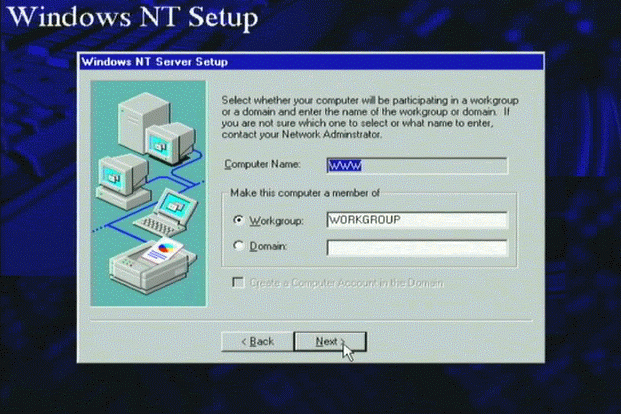 Windows NT Setup
Windows NT Server Setup
Select whether your computer will be participating in a workgroup
or a domain and enter the name of the workgroup or domain.  If
you are not sure which one to select or what name to enter,
contact your Network Adminstrator.
Computer Name: WWW
Make this computer a member of
Workgroup: WORKGROUP
Domain:
Create a Computer Account in the Domain
< Back Next >